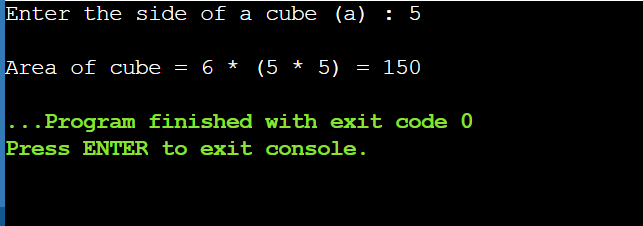 Enter the side of a cube (a) : 5
Area of cube = 6 * (5 * 5) = 150
...Program finished with exit code 0
Press ENTER to exit console.